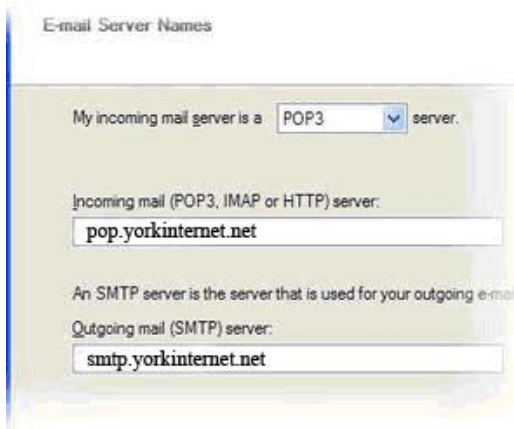 E-mail Server Names
My incoming mail server is a POP3 server.
Incoming mail (POP3, IMAP or HTTP) server:
pop.yorkinternet.net
An SMTP server is the server that is used for your outgoing
Outgoing mail (SMTP) server:
smtp.yorkinternet.net